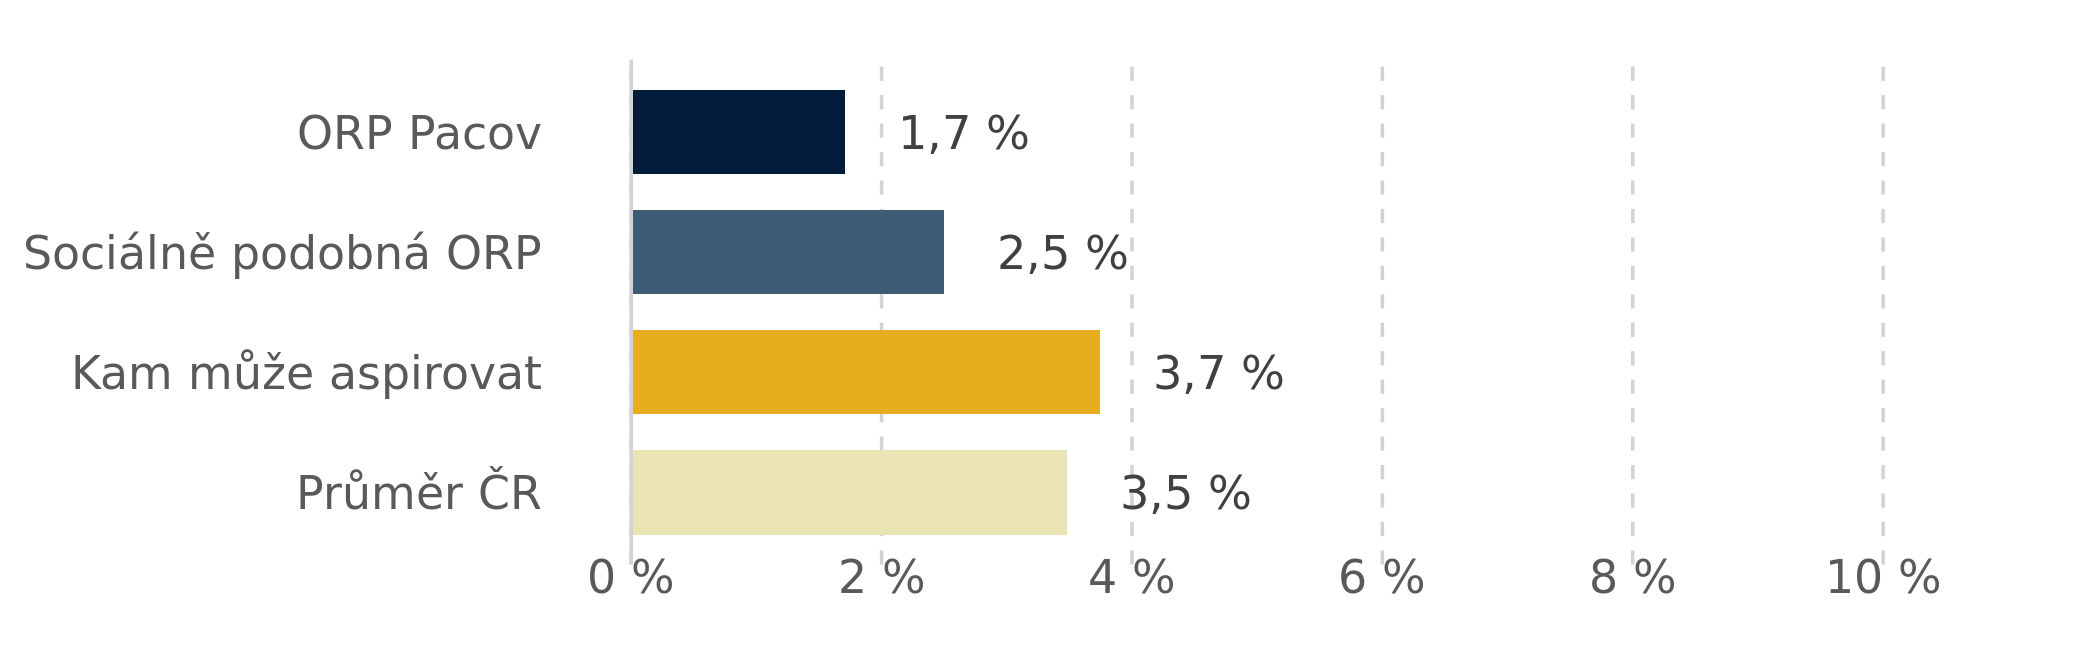 ORP Pacov 1,7 %
Sociálně podobná ORP 2,5 %
Kam může aspirovat 3,7 %
Průměr ČR 3,5 %
0 % 2 % 4 % 6 % 8 % 10 %